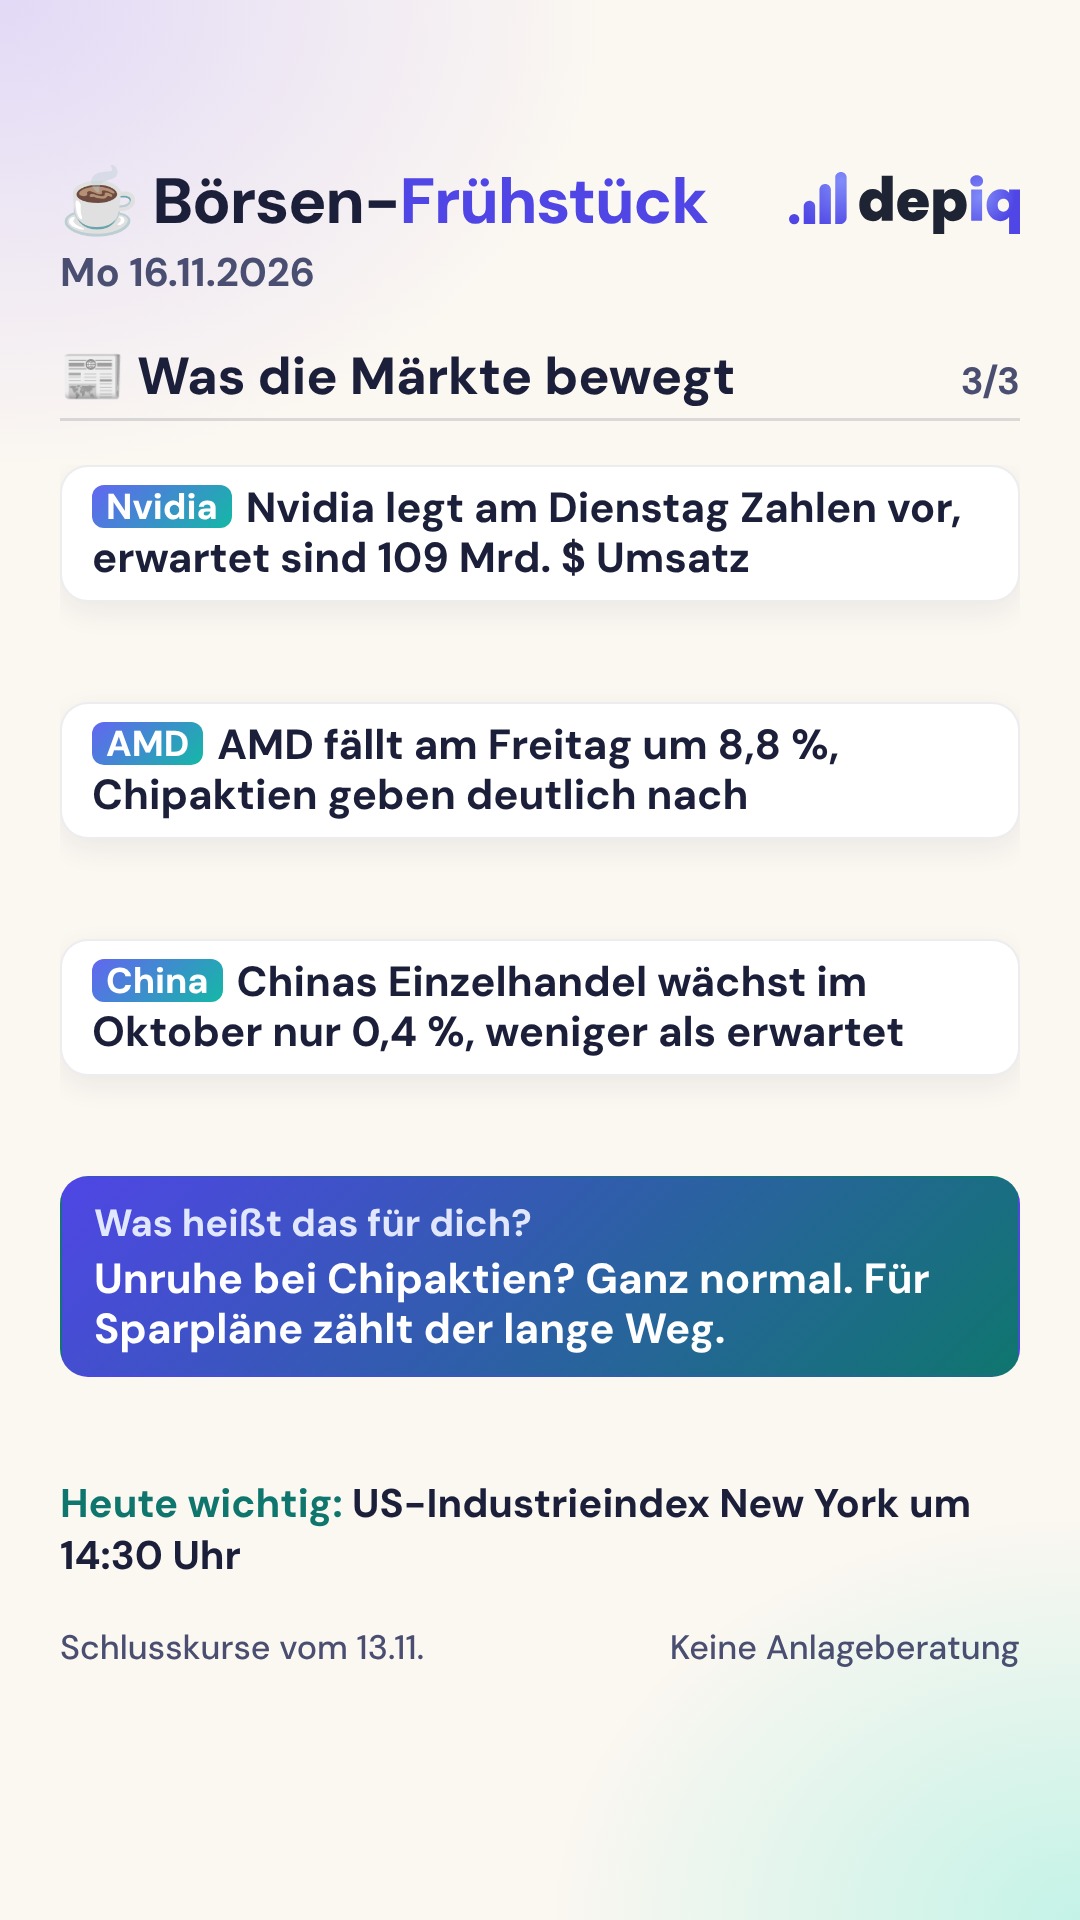 Börsen-Frühstück
depiq
Mo 16.11.2026
Was die Märkte bewegt
3/3
Nvidia Nvidia legt am Dienstag Zahlen vor,
erwartet sind 109 Mrd. $ Umsatz
AMD AMD fällt am Freitag um 8,8 %,
Chipaktien geben deutlich nach
China Chinas Einzelhandel wächst im
Oktober nur 0,4 %, weniger als erwartet
Was heißt das für dich?
Unruhe bei Chipaktien? Ganz normal. Für
Sparpläne zählt der lange Weg.
Heute wichtig: US-Industrieindex New York um
14:30 Uhr
Schlusskurse vom 13.11.
Keine Anlageberatung